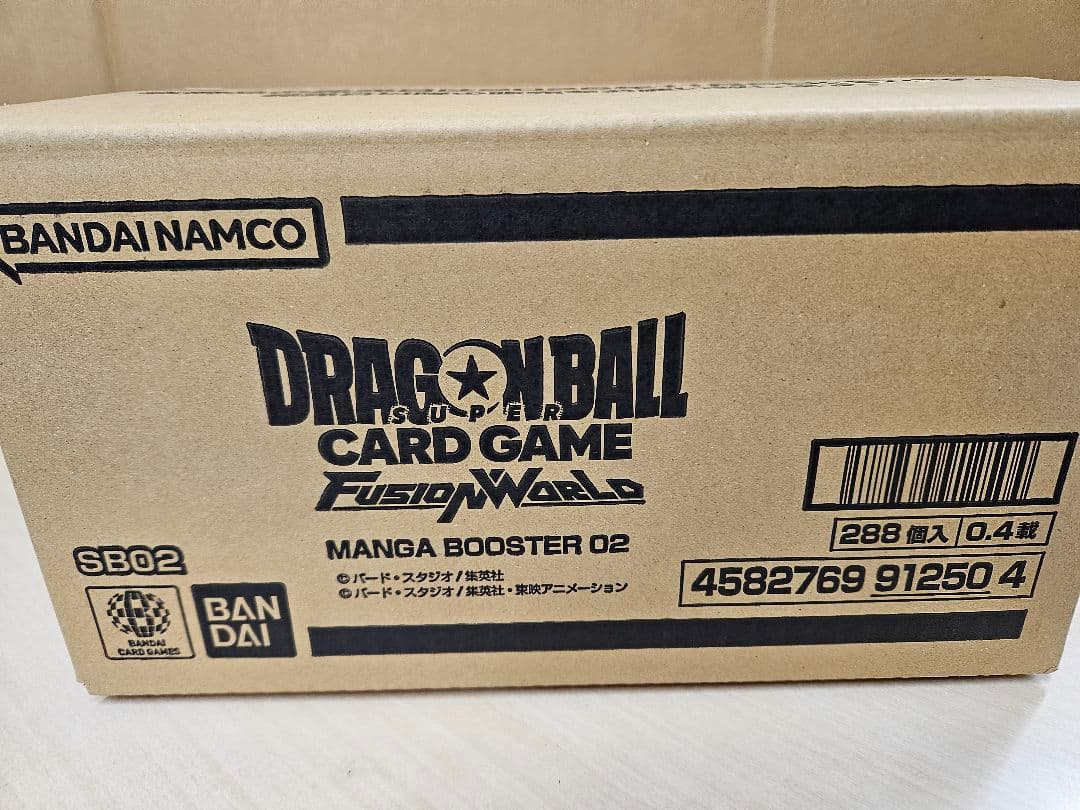 BANDAI NAMCO
DRAGON BALL
SUPER
CARD GAME
FUSION WORLD
MANGA BOOSTER 02
©バード・スタジオ/集英社
©バード・スタジオ/集英社・東映アニメーション
SB02
BANDAI
CARD GAMES
BAN
DAI
288個入 0.4載
4582769 91250 4